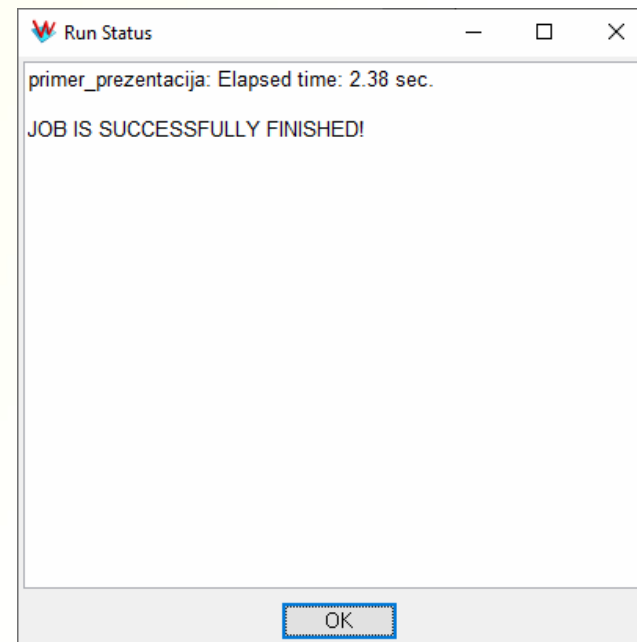 Run Status
primer_prezentacija: Elapsed time: 2.38 sec.
JOB IS SUCCESSFULLY FINISHED!
OK